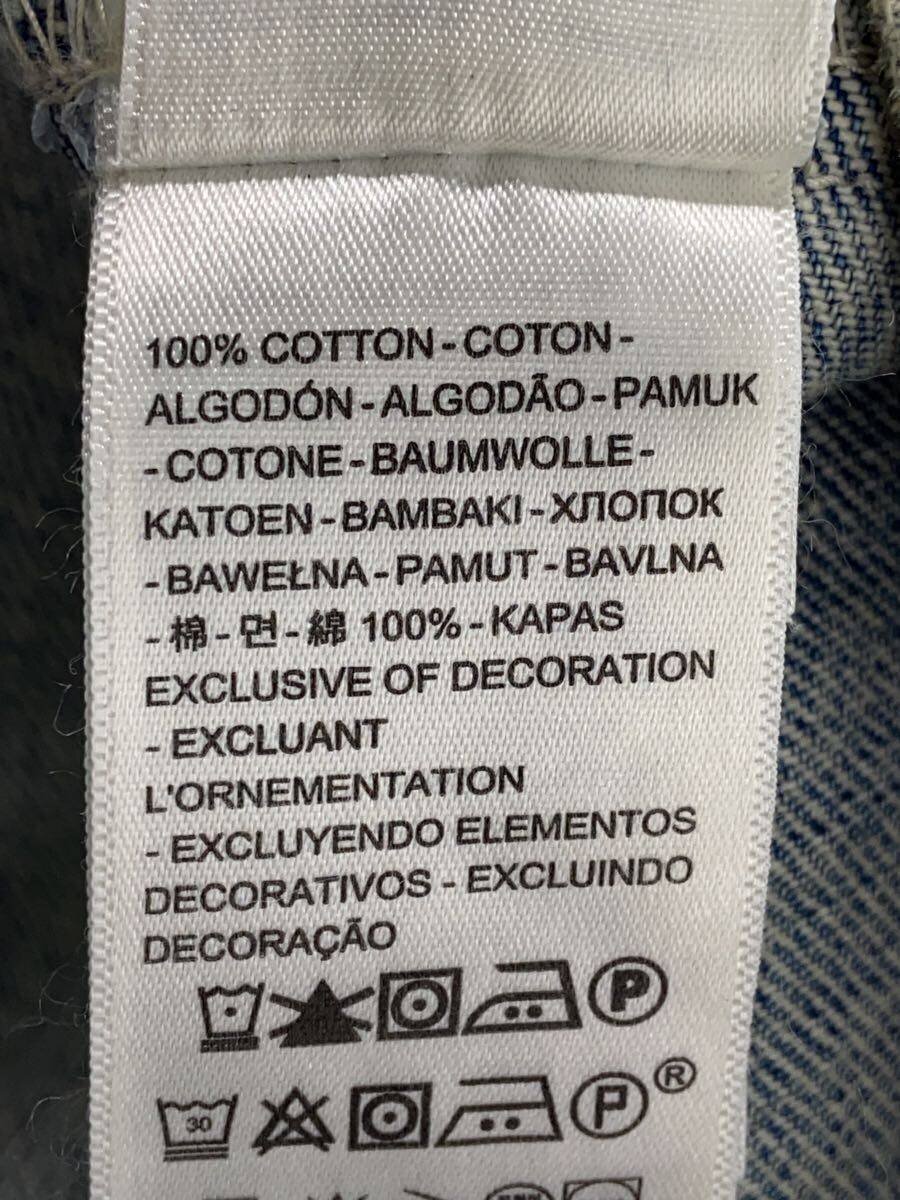 100% COTTON-COTON-
ALGODÓN-ALGODÃO-PAMUK
-COTONE-BAUMWOLLE-
KATOEN-BAMBAKI-ХЛОПОК
-BAWEŁNA-PAMUT-BAVLNA
-棉-면-綿 100%-KAPAS
EXCLUSIVE OF DECORATION
- EXCLUANT
L'ORNEMENTATION
- EXCLUYENDO ELEMENTOS
DECORATIVOS - EXCLUINDO
DECORAÇÃO
P
30 P ®